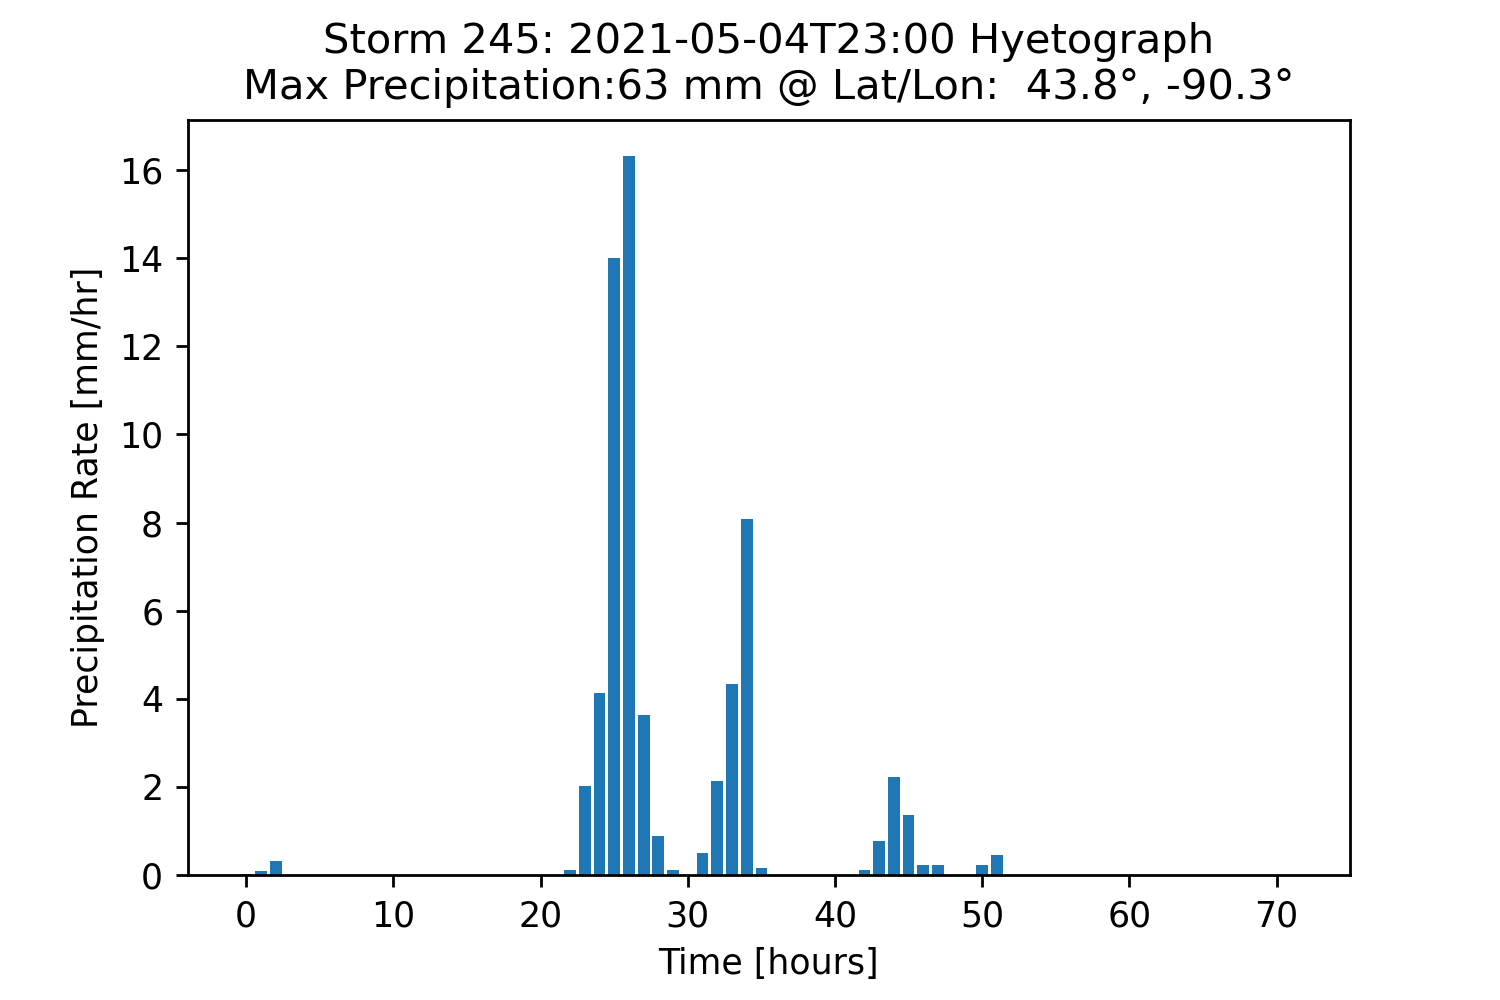 Storm 245: 2021-05-04T23:00 Hyetograph
Max Precipitation:63 mm @ Lat/Lon:  43.8°, -90.3°
16
14
12
10
8
6
4
2
0
Precipitation Rate [mm/hr]
0 10 20 30 40 50 60 70
Time [hours]